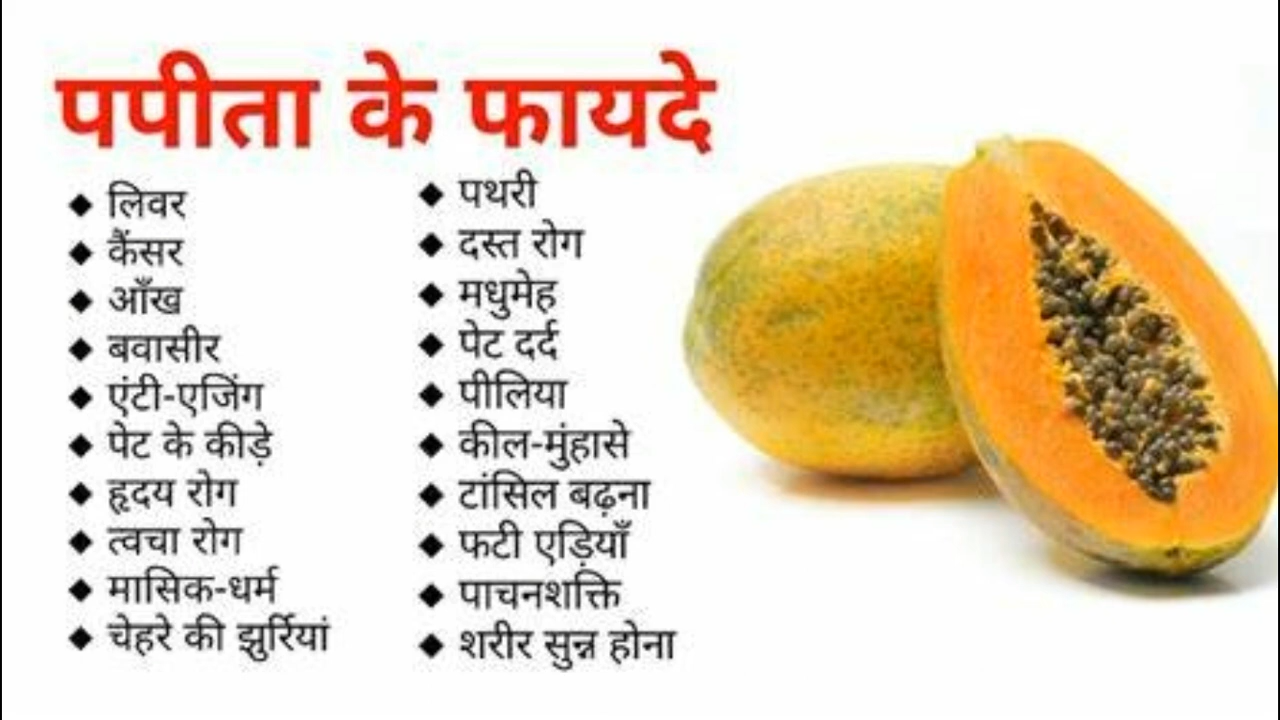 पपीता के फायदे
◆ लिवर
◆ कैंसर
◆ आँख
◆ बवासीर
◆ एंटी-एजिंग
◆ पेट के कीड़े
◆ हृदय रोग
◆ त्वचा रोग
◆ मासिक-धर्म
◆ चेहरे की झुर्रियां
◆ पथरी
◆ दस्त रोग
◆ मधुमेह
◆ पेट दर्द
◆ पीलिया
◆ कील-मुंहासे
◆ टांसिल बढ़ना
◆ फटी एड़ियाँ
◆ पाचनशक्ति
◆ शरीर सुन्न होना